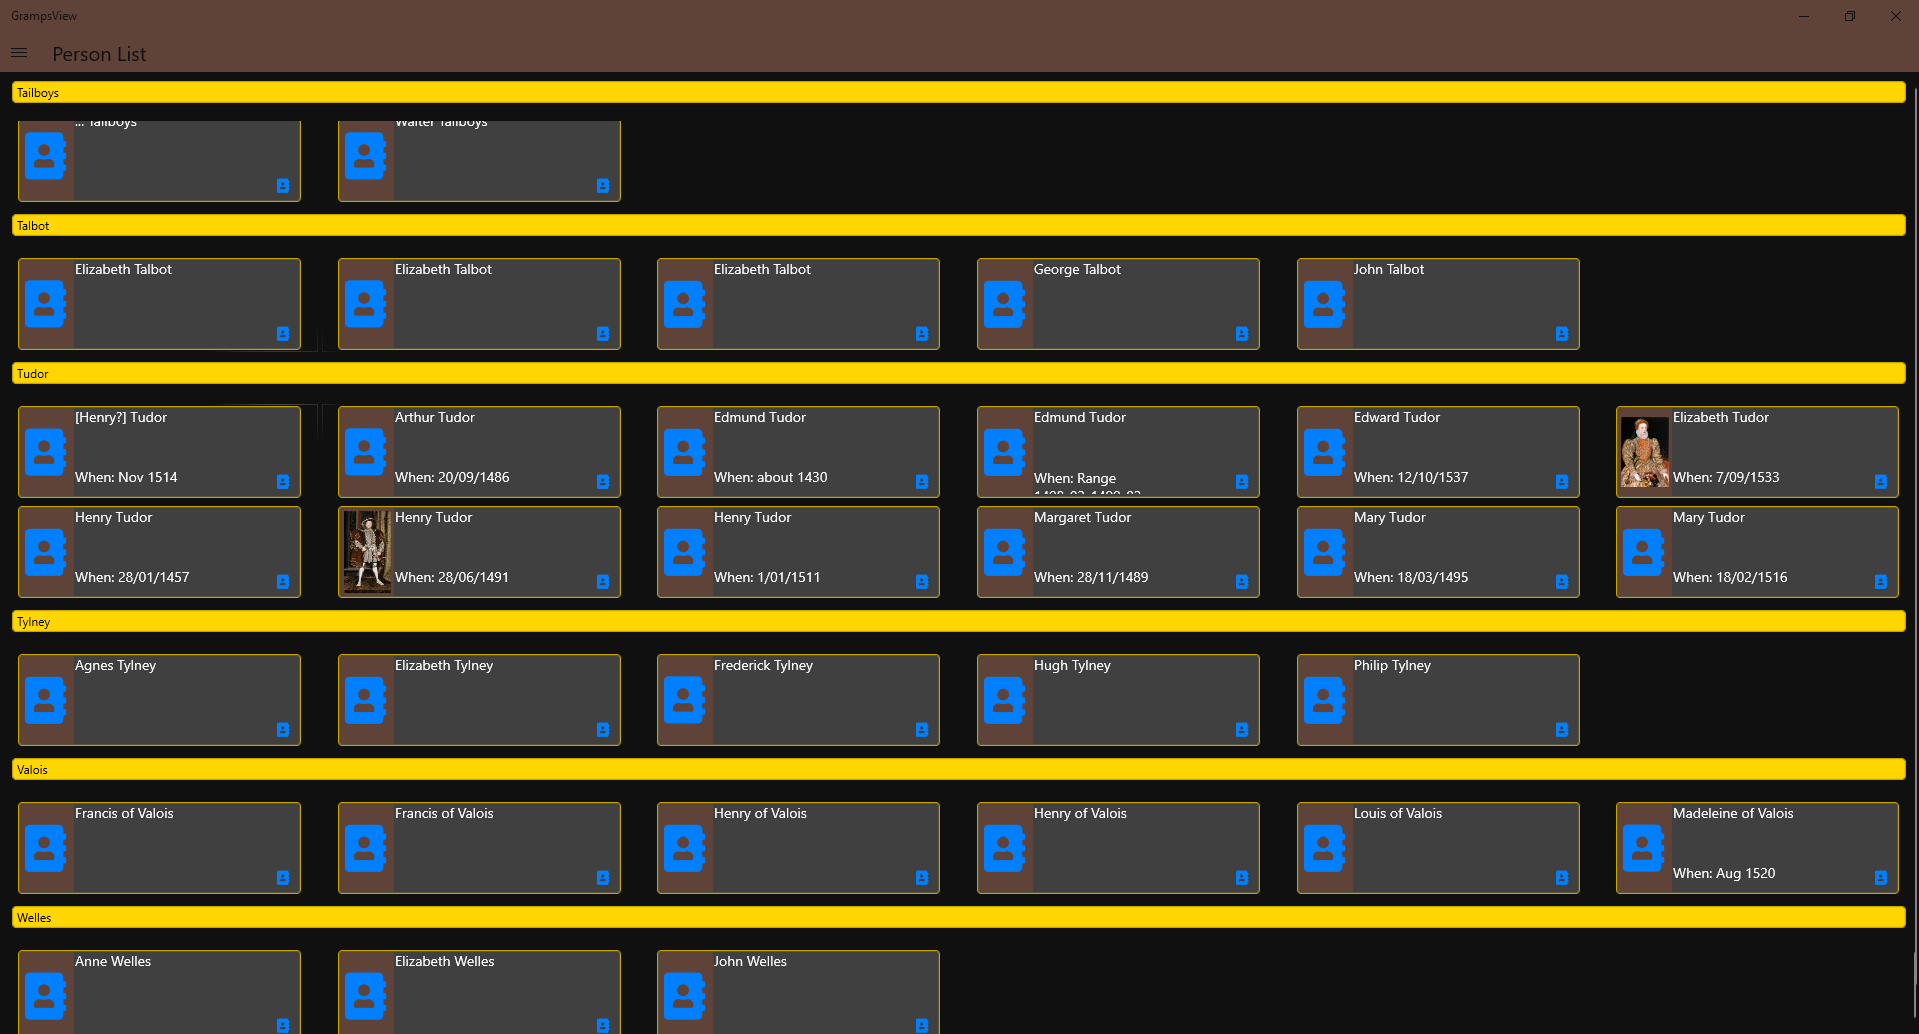 GrampsView
Person List
Tailboys
... Tailboys
Walter Tailboys
Talbot
Elizabeth Talbot
Elizabeth Talbot
Elizabeth Talbot
George Talbot
John Talbot
Tudor
[Henry?] Tudor
When: Nov 1514
Arthur Tudor
When: 20/09/1486
Edmund Tudor
When: about 1430
Edmund Tudor
When: Range
Edward Tudor
When: 12/10/1537
Elizabeth Tudor
When: 7/09/1533
Henry Tudor
When: 28/01/1457
Henry Tudor
When: 28/06/1491
Henry Tudor
When: 1/01/1511
Margaret Tudor
When: 28/11/1489
Mary Tudor
When: 18/03/1495
Mary Tudor
When: 18/02/1516
Tylney
Agnes Tylney
Elizabeth Tylney
Frederick Tylney
Hugh Tylney
Philip Tylney
Valois
Francis of Valois
Francis of Valois
Henry of Valois
Henry of Valois
Louis of Valois
Madeleine of Valois
When: Aug 1520
Welles
Anne Welles
Elizabeth Welles
John Welles